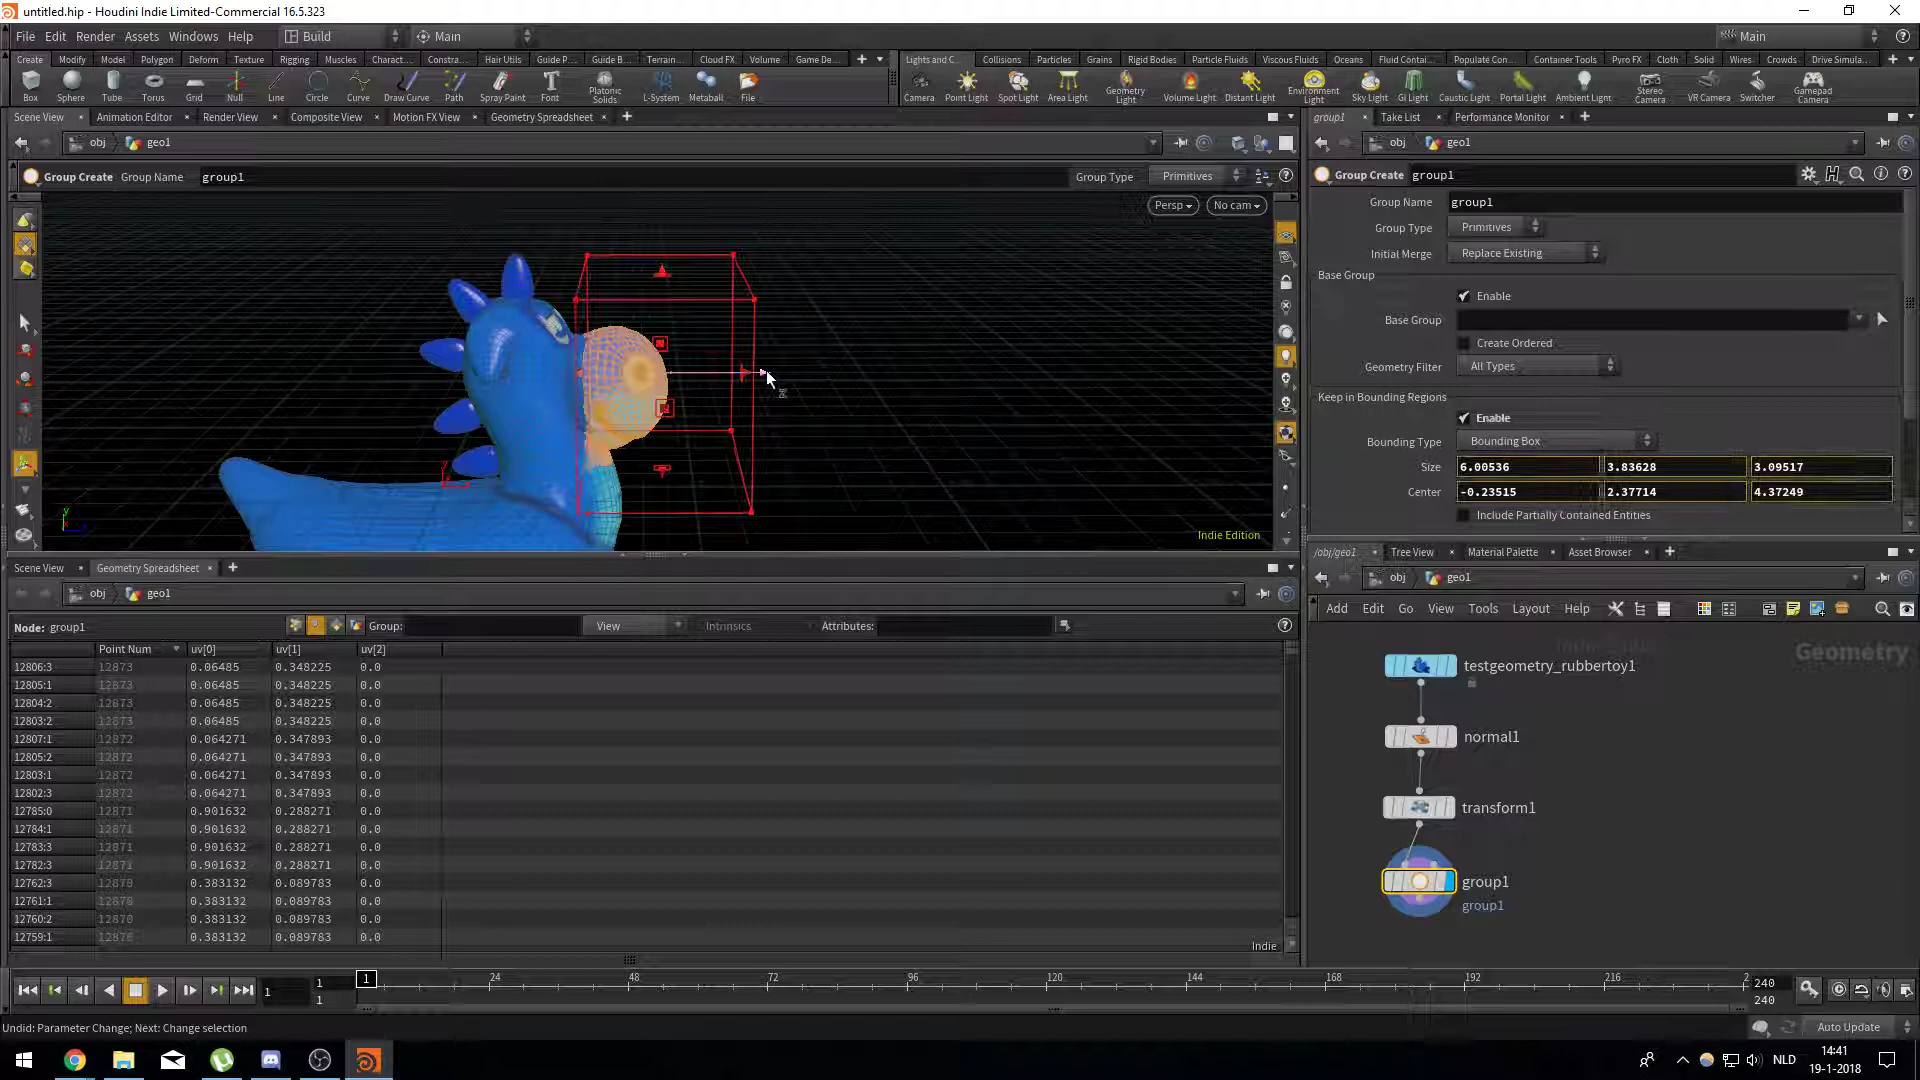 untitled.hip - Houdini Indie Limited-Commercial 16.5.323
File Edit Render Assets Windows Help Build Main Main
Create Modify Model Polygon Deform Texture Rigging Muscles Charact... Constra... Hair Utils Guide P... Guide B... Terrain... Cloud FX Volume Game De...
Lights and C... Collisions Particles Grains Rigid Bodies Particle Fluids Viscous Fluids Oceans Fluid Contai... Populate Con... Container Tools Pyro FX Cloth Solid Wires Crowds Drive Simula...
Box Sphere Tube Torus Grid Null Line Circle Curve Draw Curve Path Spray Paint Font Platonic Solids L-System Metaball File
Camera Point Light Spot Light Area Light Geometry Light Volume Light Distant Light Environment Light Sky Light GI Light Caustic Light Portal Light Ambient Light Stereo Camera VR Camera Switcher Gamepad Camera
Scene View Animation Editor Render View Composite View Motion FX View Geometry Spreadsheet
obj geo1
Group Create Group Name group1 Group Type Primitives
Persp No cam
Indie Edition
group1 Take List Performance Monitor
obj geo1
Group Create group1
Group Name group1
Group Type Primitives
Initial Merge Replace Existing
Base Group
Enable
Base Group
Create Ordered
Geometry Filter All Types
Keep in Bounding Regions
Enable
Bounding Type Bounding Box
Size 6.00536 3.83628 3.09517
Center -0.23515 2.37714 4.37249
Include Partially Contained Entities
Scene View Geometry Spreadsheet
obj geo1
Node: group1 Group: View Intrinsics Attributes:
Point Num uv[0] uv[1] uv[2]
12806:3 12873 0.06485 0.348225 0.0
12805:1 12873 0.06485 0.348225 0.0
12804:2 12873 0.06485 0.348225 0.0
12803:2 12873 0.06485 0.348225 0.0
12807:1 12872 0.064271 0.347893 0.0
12805:2 12872 0.064271 0.347893 0.0
12803:1 12872 0.064271 0.347893 0.0
12802:3 12872 0.064271 0.347893 0.0
12785:0 12871 0.901632 0.288271 0.0
12784:1 12871 0.901632 0.288271 0.0
12783:3 12871 0.901632 0.288271 0.0
12782:3 12871 0.901632 0.288271 0.0
12762:3 12870 0.383132 0.089783 0.0
12761:1 12870 0.383132 0.089783 0.0
12760:2 12870 0.383132 0.089783 0.0
12759:1 12870 0.383132 0.089783 0.0
Indie
/obj/geo1 Tree View Material Palette Asset Browser
obj geo1
Add Edit Go View Tools Layout Help
Geometry
testgeometry_rubbertoy1
normal1
transform1
group1
group1
1 1 1 1 24 48 72 96 120 144 168 192 216 2 240 240
Undid: Parameter Change; Next: Change selection
Auto Update
NLD
14:41
19-1-2018